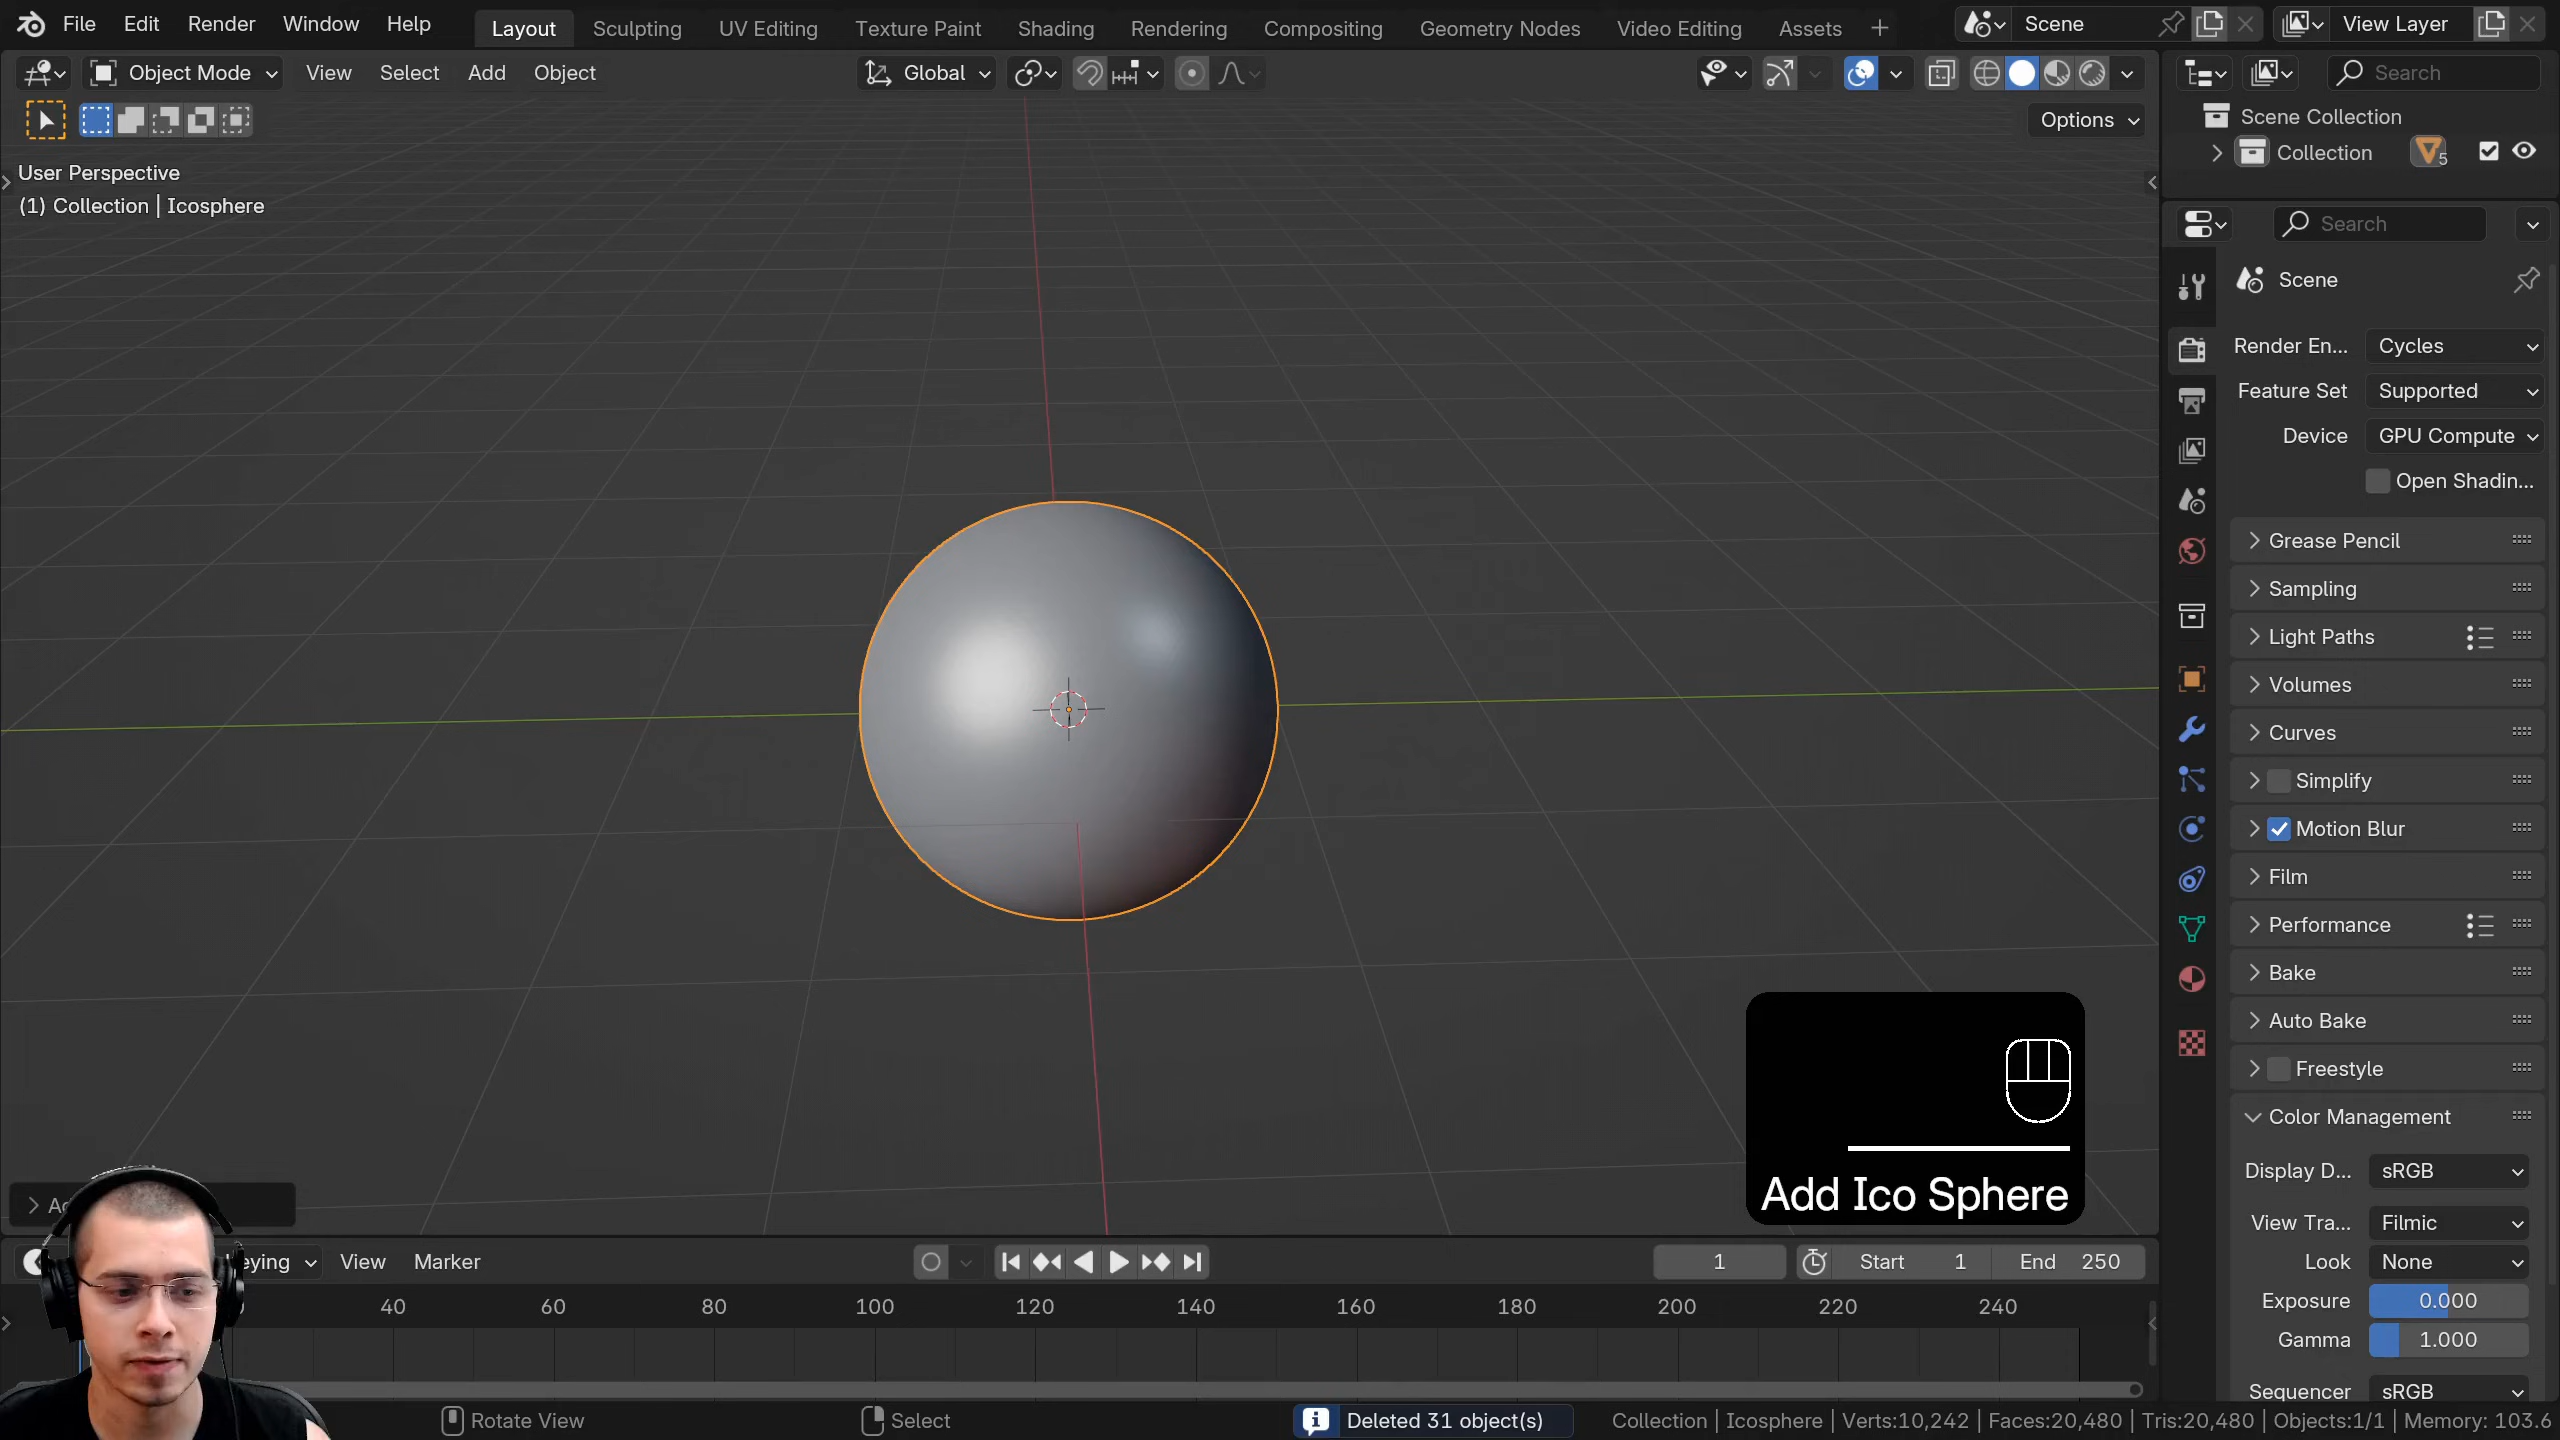 File Edit Render Window Help Layout Sculpting UV Editing Texture Paint Shading Rendering Compositing Geometry Nodes Video Editing Assets + Scene View Layer
Object Mode View Select Add Object Global Search
Options
User Perspective
(1) Collection | Icosphere
Scene Collection
Collection 5
Search
Scene
Render En... Cycles
Feature Set Supported
Device GPU Compute
Open Shadin...
Grease Pencil
Sampling
Light Paths
Volumes
Curves
Simplify
Motion Blur
Film
Performance
Bake
Auto Bake
Freestyle
Color Management
Display D... sRGB
View Tra... Filmic
Look None
Exposure 0.000
Gamma 1.000
Sequencer sRGB
Add Ico Sphere
View Marker 1 Start 1 End 250
40 60 80 100 120 140 160 180 200 220 240
Rotate View Select Deleted 31 object(s) Collection | Icosphere | Verts:10,242 | Faces:20,480 | Tris:20,480 | Objects:1/1 | Memory: 103.6